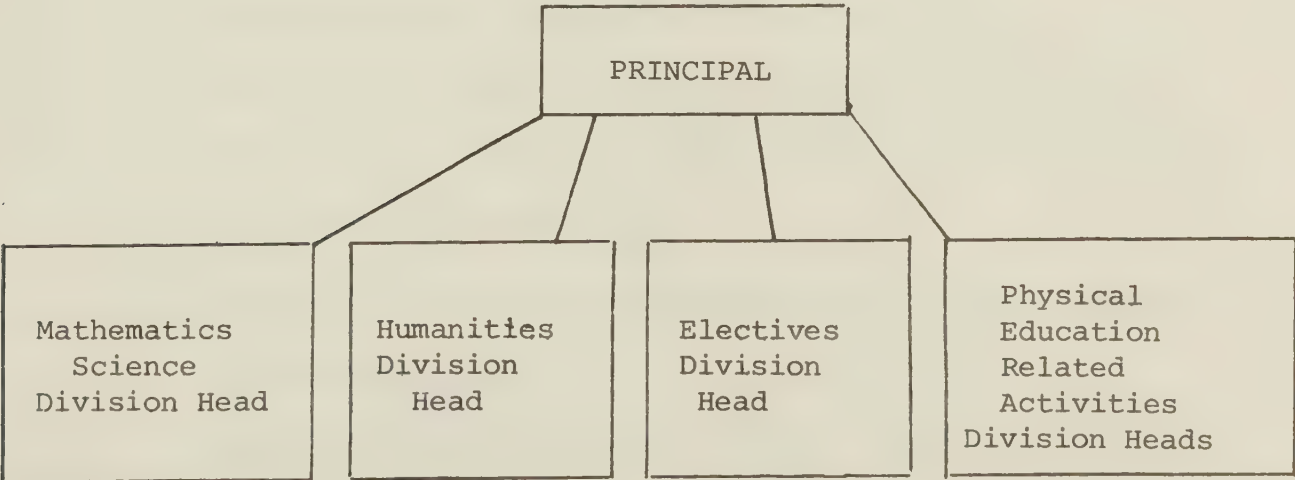 PRINCIPAL
Mathematics
Science
Division Head
Humanities
Division
Head
Electives
Division
Head
Physical
Education
Related
Activities
Division Heads